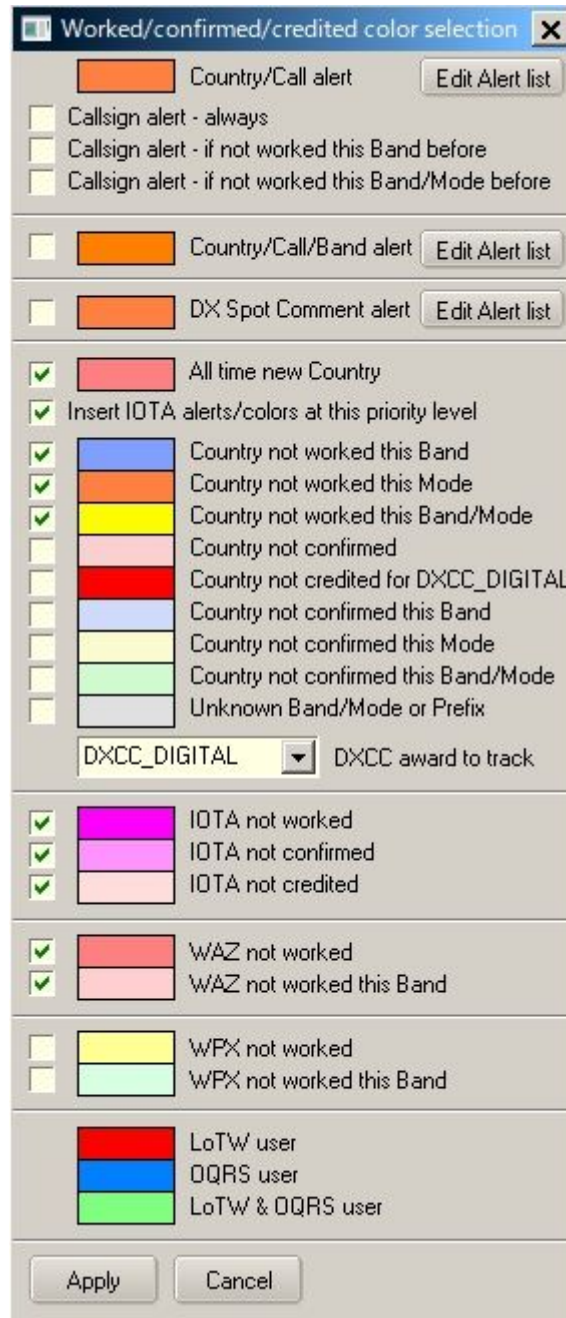 Worked/confirmed/credited color selection
Country/Call alert Edit Alert list
Callsign alert - always
Callsign alert - if not worked this Band before
Callsign alert - if not worked this Band/Mode before
Country/Call/Band alert Edit Alert list
DX Spot Comment alert Edit Alert list
All time new Country
Insert IOTA alerts/colors at this priority level
Country not worked this Band
Country not worked this Mode
Country not worked this Band/Mode
Country not confirmed
Country not credited for DXCC_DIGITAL
Country not confirmed this Band
Country not confirmed this Mode
Country not confirmed this Band/Mode
Unknown Band/Mode or Prefix
DXCC_DIGITAL DXCC award to track
IOTA not worked
IOTA not confirmed
IOTA not credited
WAZ not worked
WAZ not worked this Band
WPX not worked
WPX not worked this Band
LoTW user
OQRS user
LoTW & OQRS user
Apply Cancel